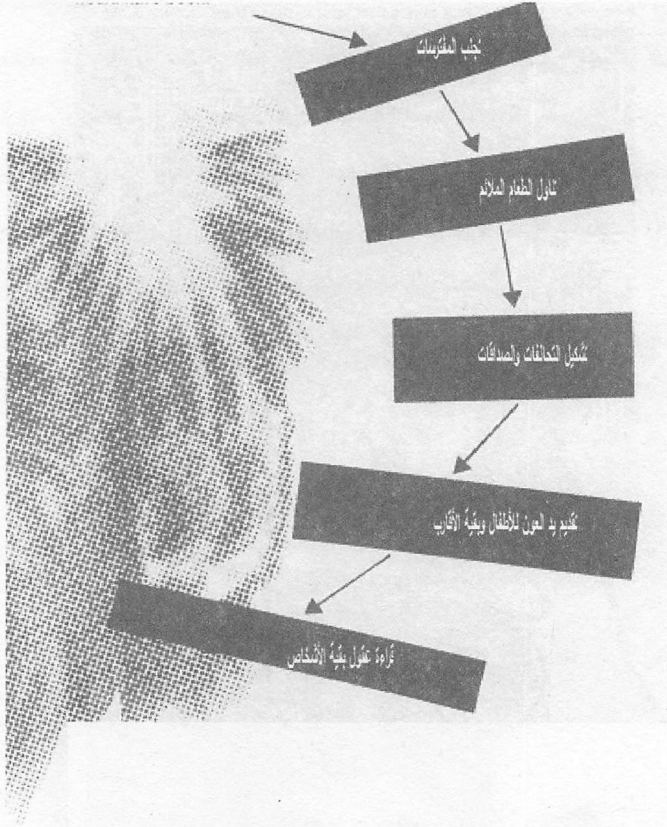 تجنب المفترسات
تناول الطعام الملائم
تشكيل التحالفات والصداقات
تقديم يد العون للأطفال وبقية الأقارب
قراءة عقول بقية الأشخاص